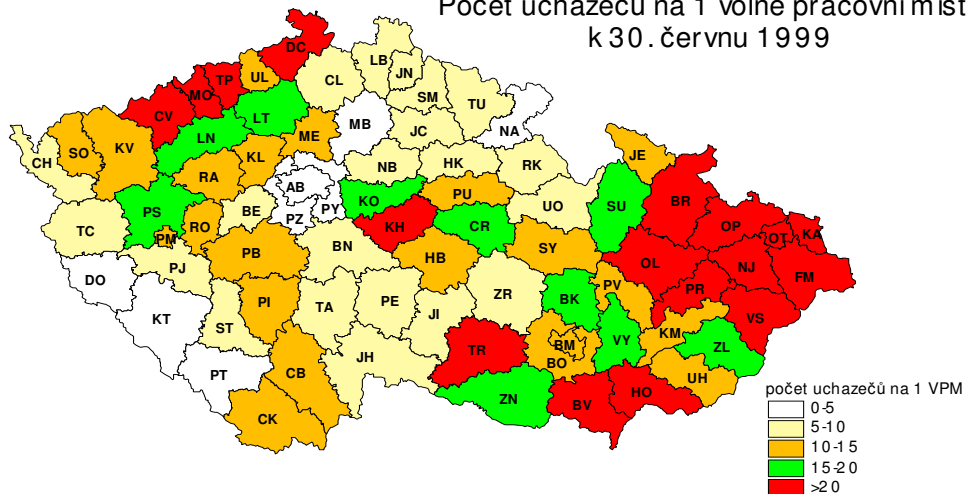 Počet uchazečů na 1 volné pracovní míst
k 30. červnu 1999
DC
LB
JN
UL
TP
CL
MO
SM
TU
CV
LT
MB
NA
ME
JC
LN
KV
SO
CH
KL
NB
HK
RK
JE
RA
AB
KO
PU
BR
PS
BE
PZ
PY
UO
SU
TC
RO
KH
CR
OP
OT
KA
PM
PB
BN
HB
SY
OL
NJ
FM
PJ
DO
PR
KT
PI
TA
PE
ZR
BK
PV
ST
JI
VS
KM
TR
BM
VY
ZL
JH
BO
PT
CB
UH
HO
ZN
BV
CK
počet uchazečů na 1 VPM
0-5
5-10
10-15
15-20
>20